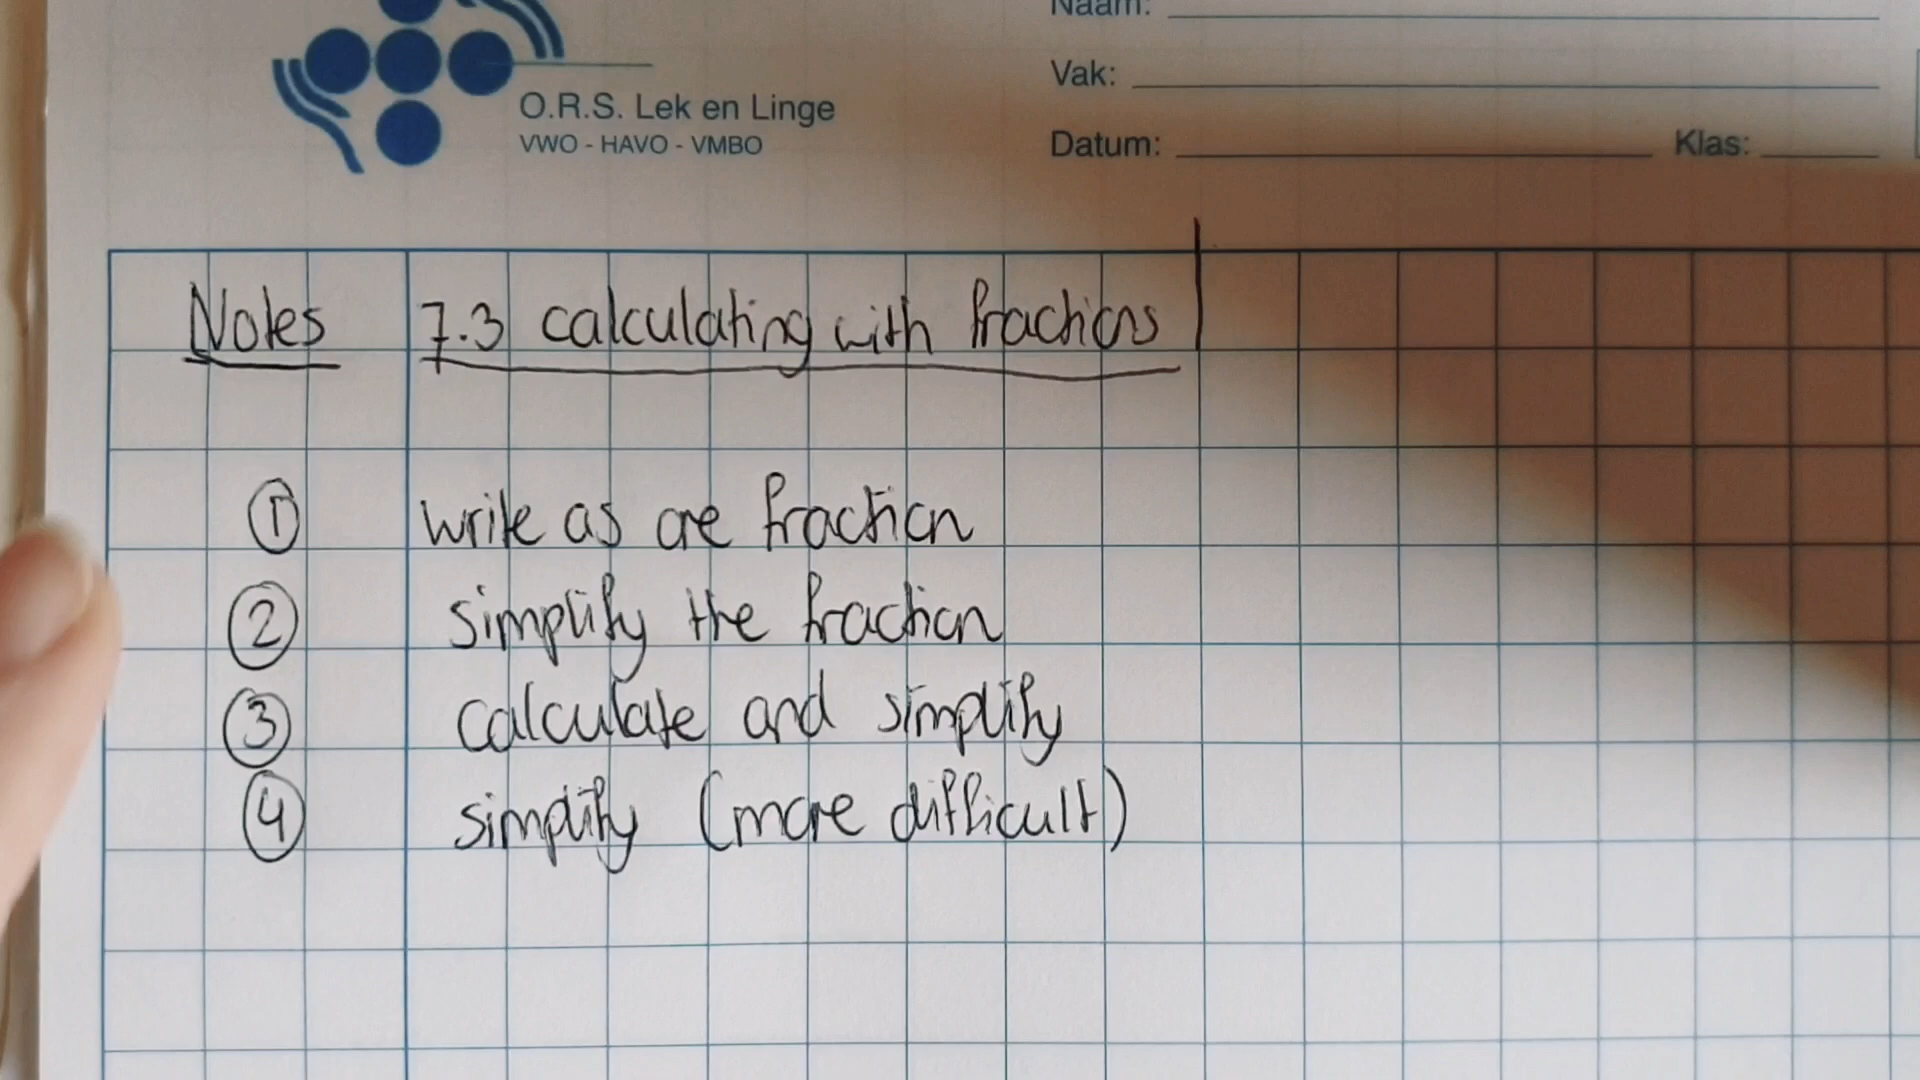 Naam:
Vak:
O.R.S. Lek en Linge
VWO - HAVO - VMBO
Datum: Klas:
Notes 7.3 calculating with fractions
① write as one fraction
② simplify the fraction
③ calculate and simplify
④ simplify (more difficult)